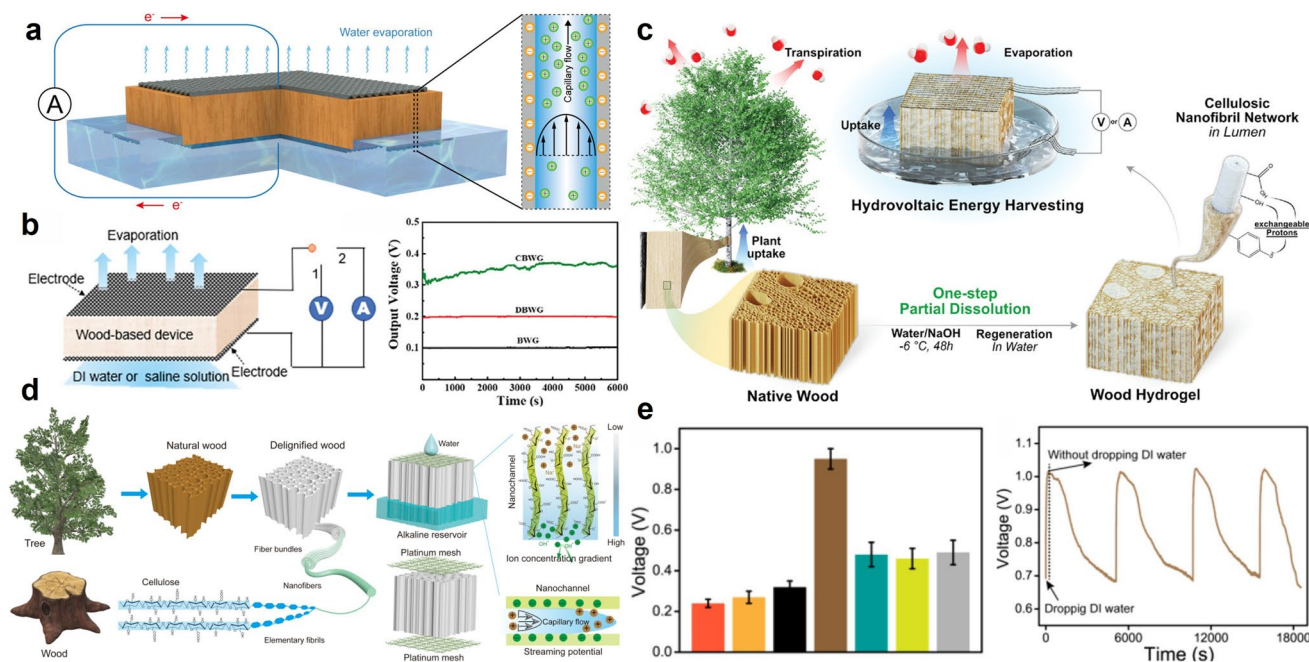 a
e-
Water evaporation
A
e-
Capillary flow
b
Evaporation
Electrode
Wood-based device
Electrode
DI water or saline solution
1
2
V
A
Output Voltage (V)
0.5
0.4
0.3
0.2
0.1
0.0
CBWG
DBWG
BWG
0 1000 2000 3000 4000 5000 6000
Time (s)
c
Transpiration
Evaporation
Uptake
V or A
Hydrovoltaic Energy Harvesting
Cellulosic
Nanofibril Network
in Lumen
O
OH
OH
exchangeable
Protons
Plant
uptake
One-step
Partial Dissolution
Water/NaOH
-6 °C, 48h
Regeneration
In Water
Native Wood
Wood Hydrogel
d
Tree
Natural wood
Delignified wood
Water
Alkaline reservoir
Nanochannel
Low
High
Ion concentration gradient
Fiber bundles
Nanofibers
Wood
Cellulose
Elementary fibrils
Platinum mesh
Platinum mesh
Nanochannel
Capillary flow
Streaming potential
e
Voltage (V)
1.0
0.8
0.6
0.4
0.2
Voltage (V)
1.2
1.1
1.0
0.9
0.8
0.7
0.6
Without dropping DI water
Droppig DI water
0 6000 12000 18000
Time (s)